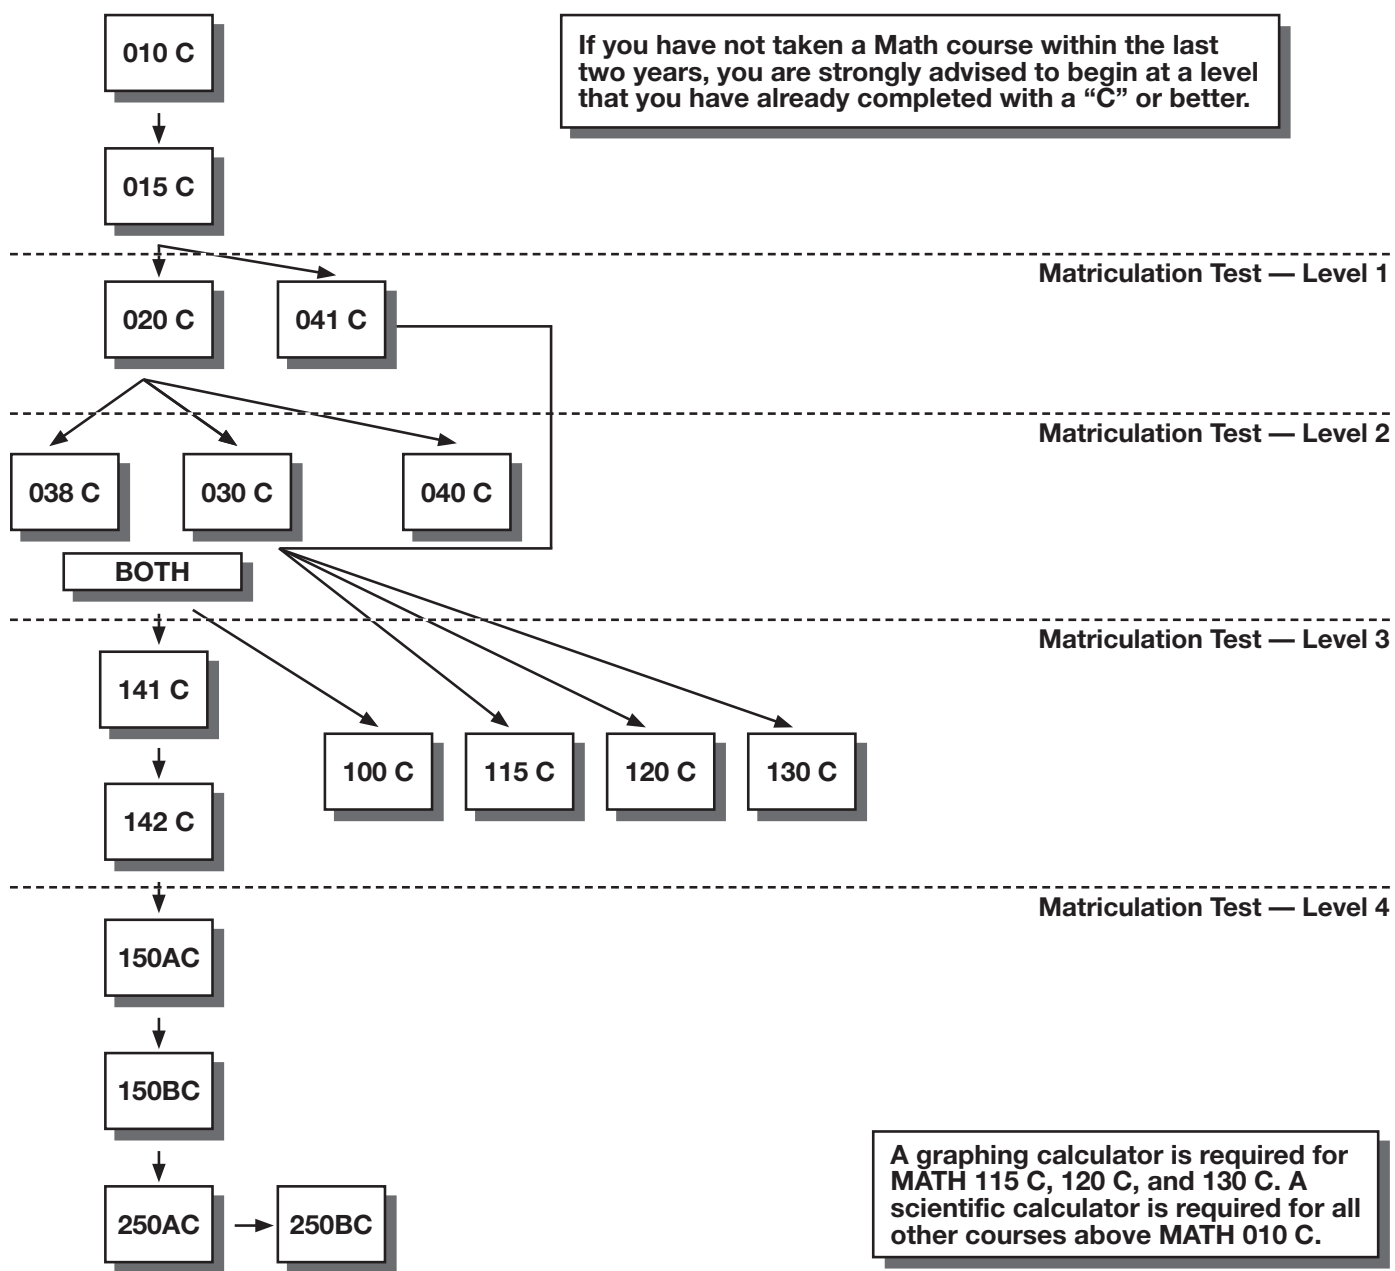 010 C
If you have not taken a Math course within the last
two years, you are strongly advised to begin at a level
that you have already completed with a “C” or better.
015 C
Matriculation Test — Level 1
020 C
041 C
Matriculation Test — Level 2
038 C
030 C
040 C
BOTH
Matriculation Test — Level 3
141 C
100 C
115 C
120 C
130 C
142 C
Matriculation Test — Level 4
150AC
150BC
A graphing calculator is required for
MATH 115 C, 120 C, and 130 C. A
scientific calculator is required for all
other courses above MATH 010 C.
250AC
250BC